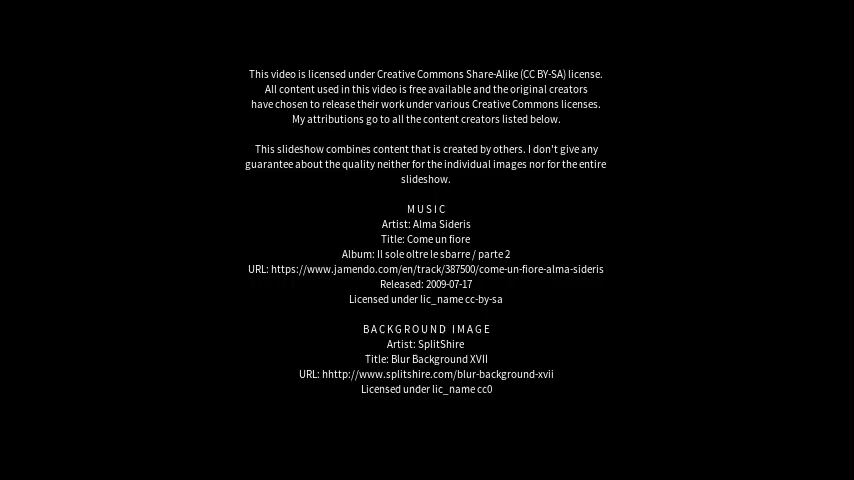 This video is licensed under Creative Commons Share-Alike (CC BY-SA) license.
All content used in this video is free available and the original creators
have chosen to release their work under various Creative Commons licenses.
My attributions go to all the content creators listed below.
This slideshow combines content that is created by others. I don't give any
guarantee about the quality neither for the individual images nor for the entire
slideshow.
MUSIC
Artist: Alma Sideris
Title: Come un fiore
Album: Il sole oltre le sbarre / parte 2
URL: https://www.jamendo.com/en/track/387500/come-un-fiore-alma-sideris
Released: 2009-07-17
Licensed under lic_name cc-by-sa
BACKGROUND IMAGE
Artist: SplitShire
Title: Blur Background XVII
URL: hhttp://www.splitshire.com/blur-background-xvii
Licensed under lic_name cc0